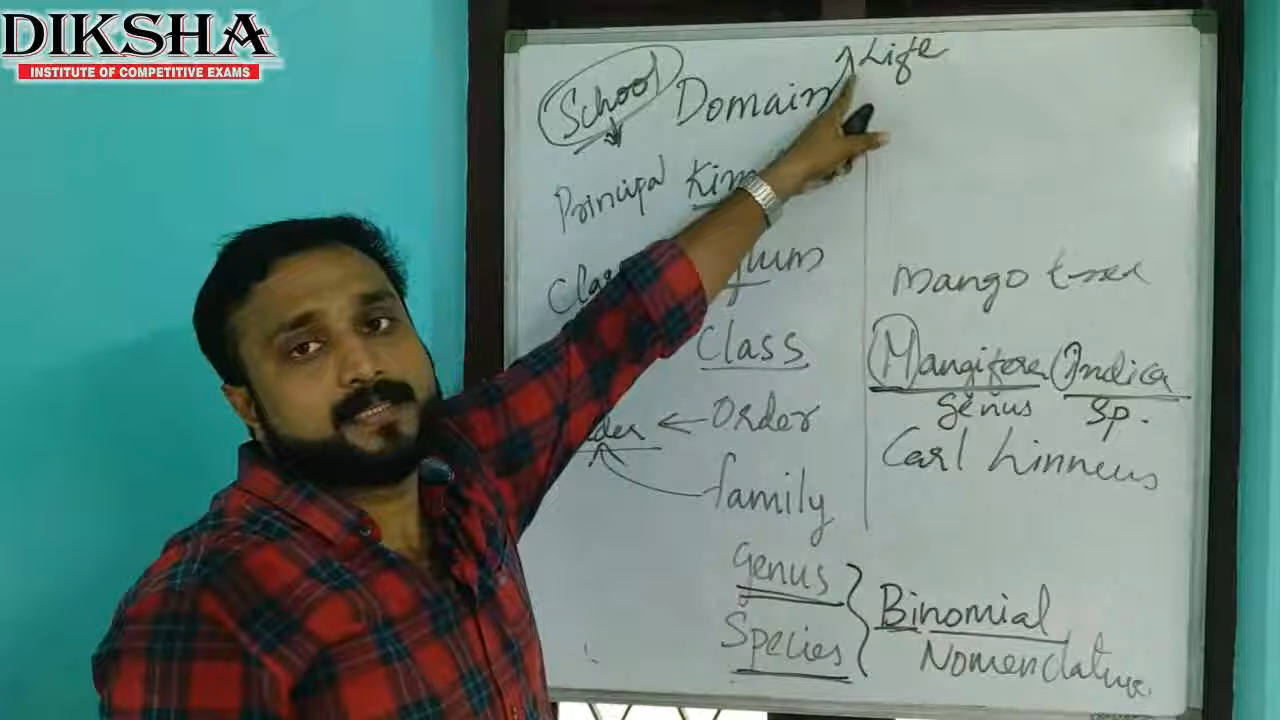 DIKSHA
INSTITUTE OF COMPETITIVE EXAMS
Life
School Domain
Principal
Class
Order
family
Genus
Species
Mango tree
Mangifera Indica
Genus Sp.
Carl Linneus
Binomial
Nomenclature.